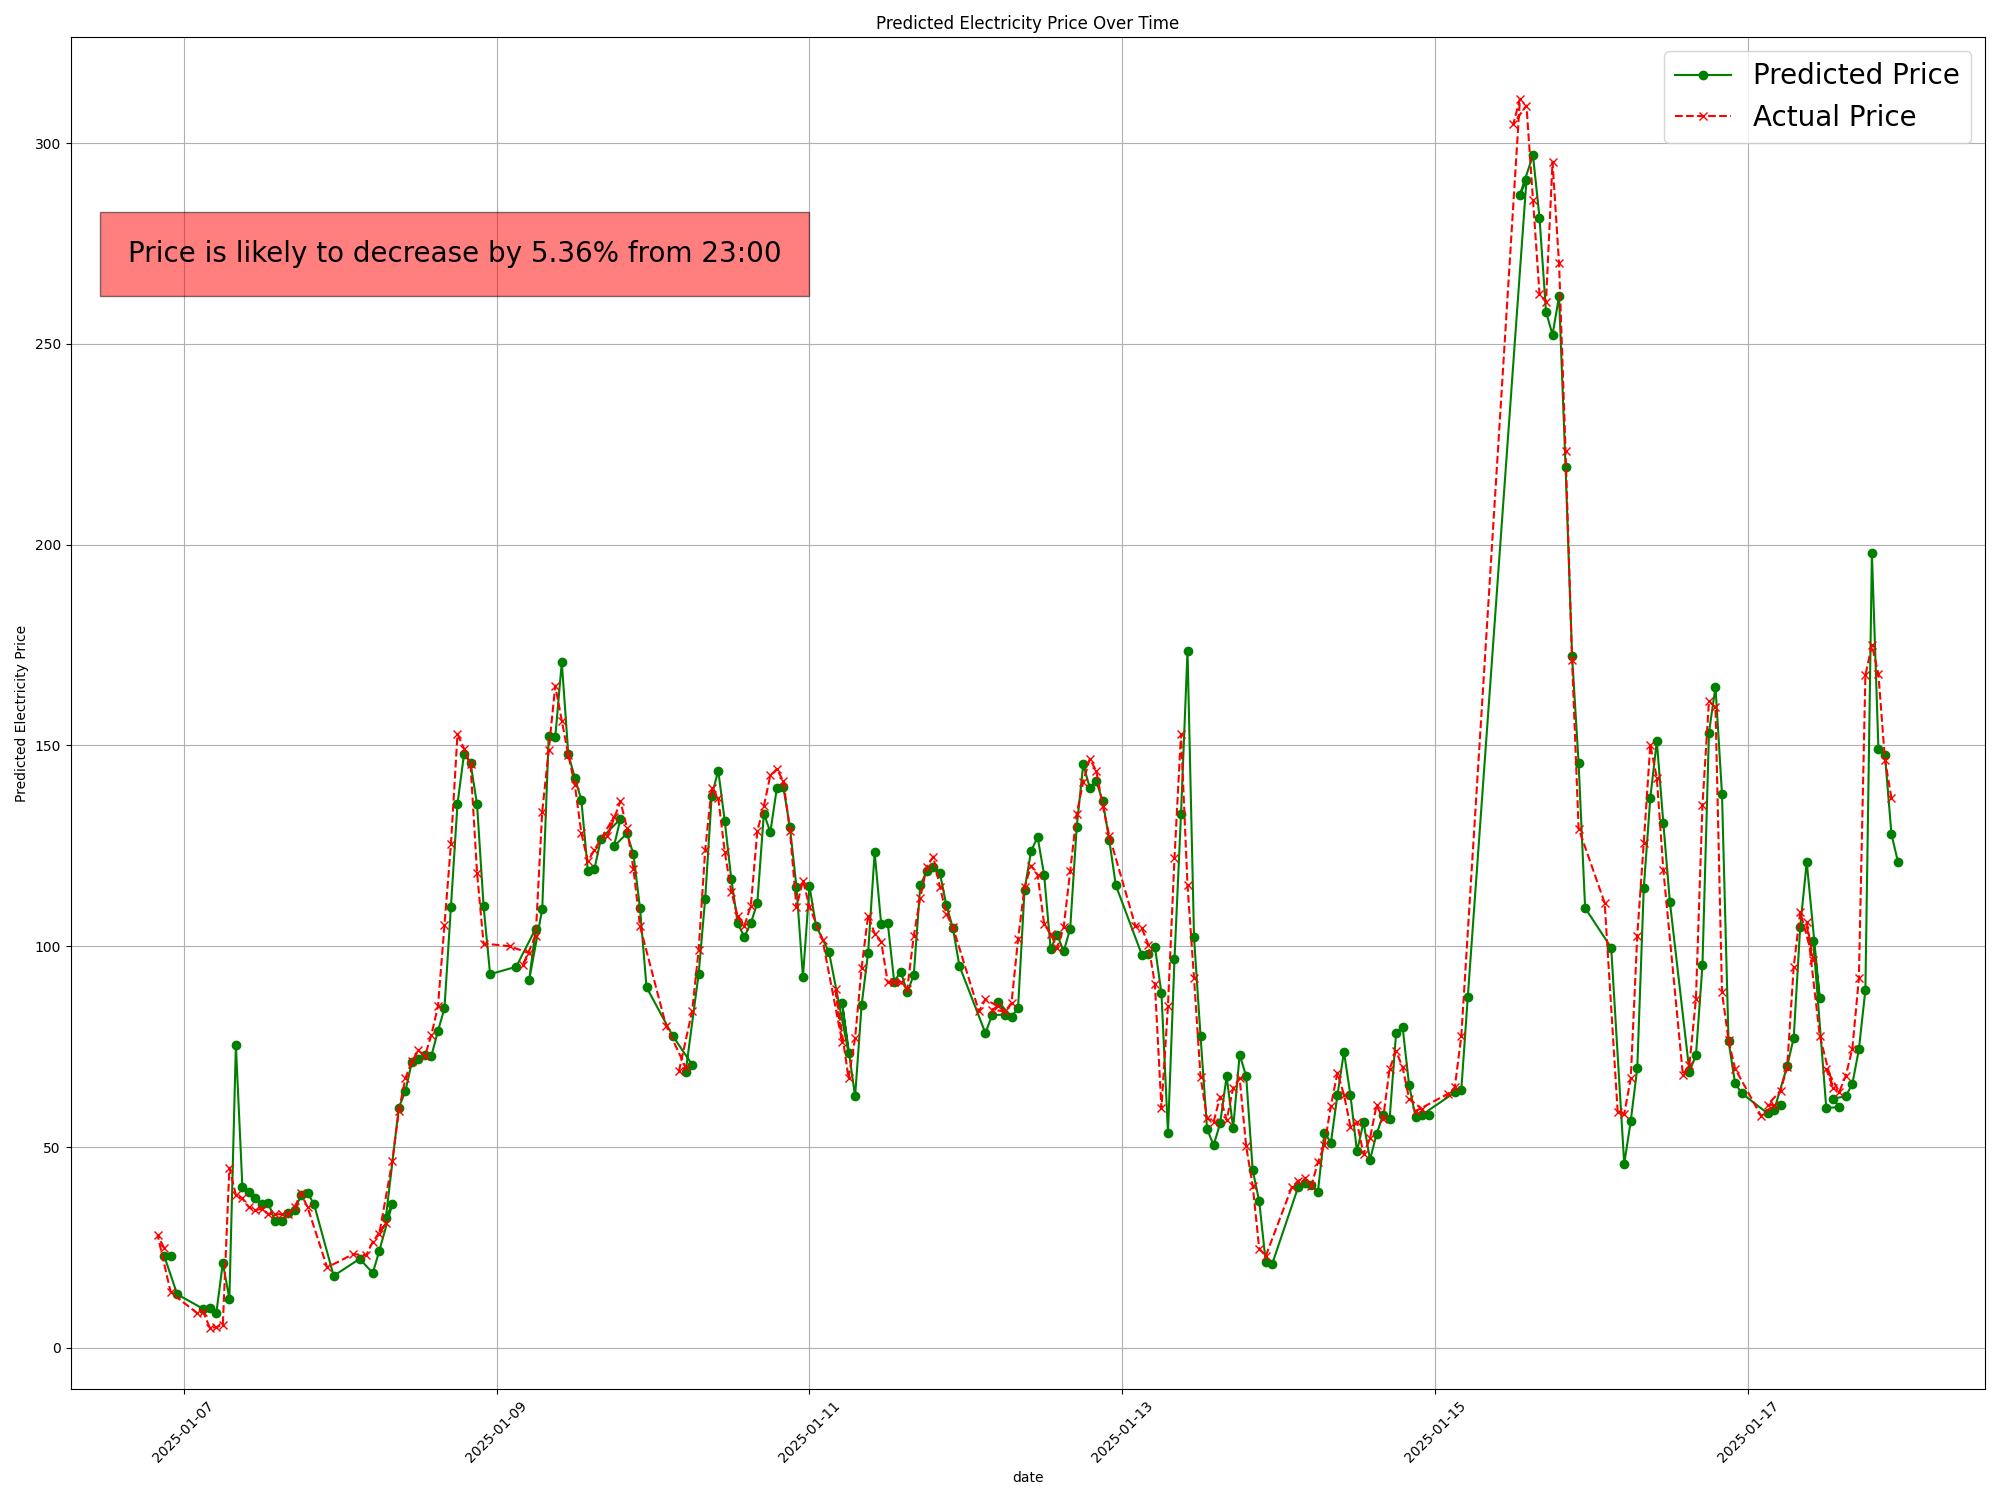 Predicted Electricity Price Over Time
Predicted Price
Actual Price
Price is likely to decrease by 5.36% from 23:00
Predicted Electricity Price
300
250
200
150
100
50
0
2025-01-07
2025-01-09
2025-01-11
2025-01-13
2025-01-15
2025-01-17
date